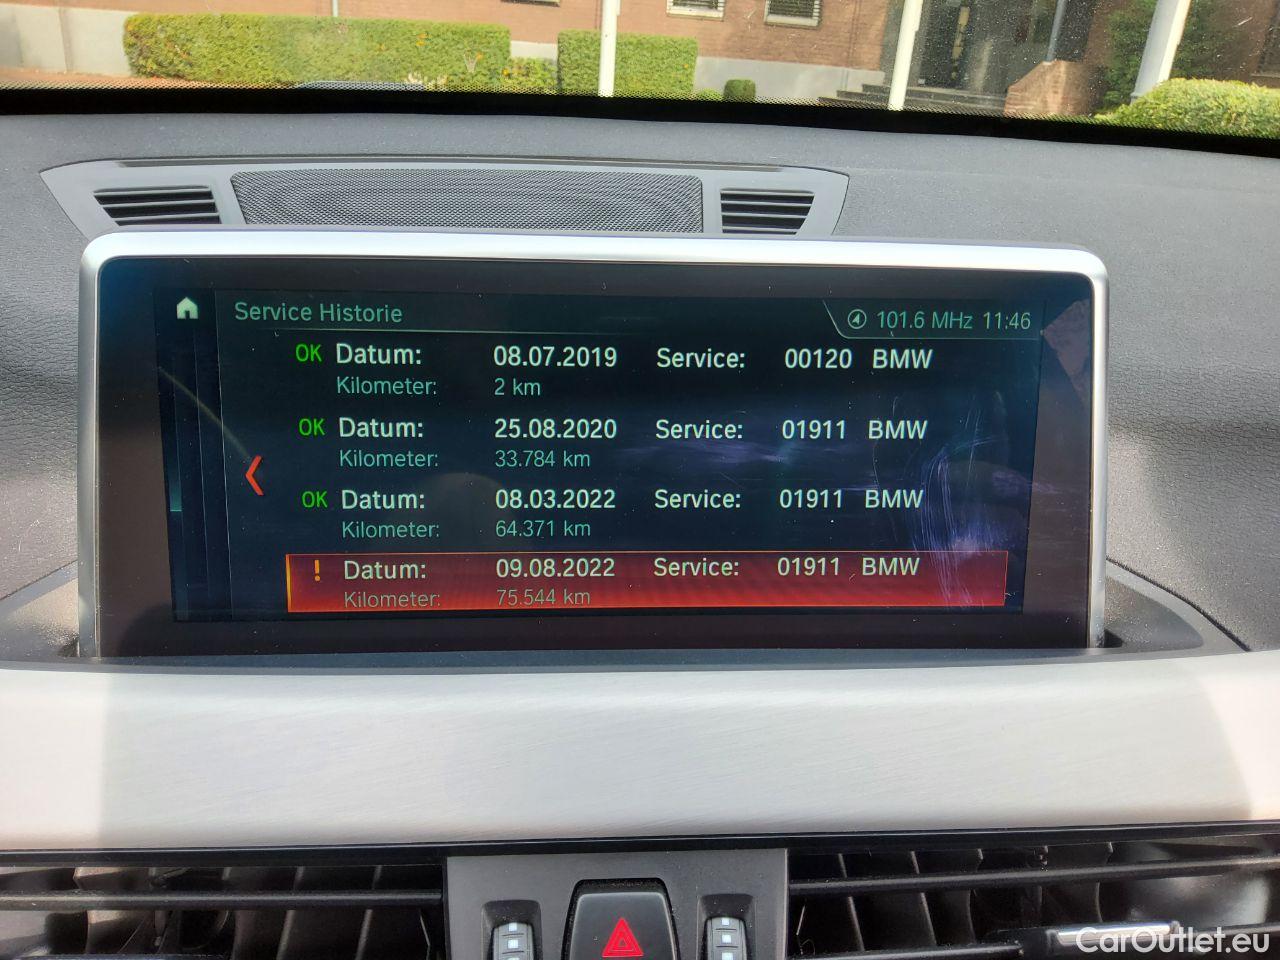 Service Historie
101.6 MHz 11:46
OK Datum: 08.07.2019 Service: 00120 BMW
Kilometer: 2 km
OK Datum: 25.08.2020 Service: 01911 BMW
Kilometer: 33.784 km
OK Datum: 08.03.2022 Service: 01911 BMW
Kilometer: 64.371 km
! Datum: 09.08.2022 Service: 01911 BMW
Kilometer: 75.544 km
CarOutlet.eu